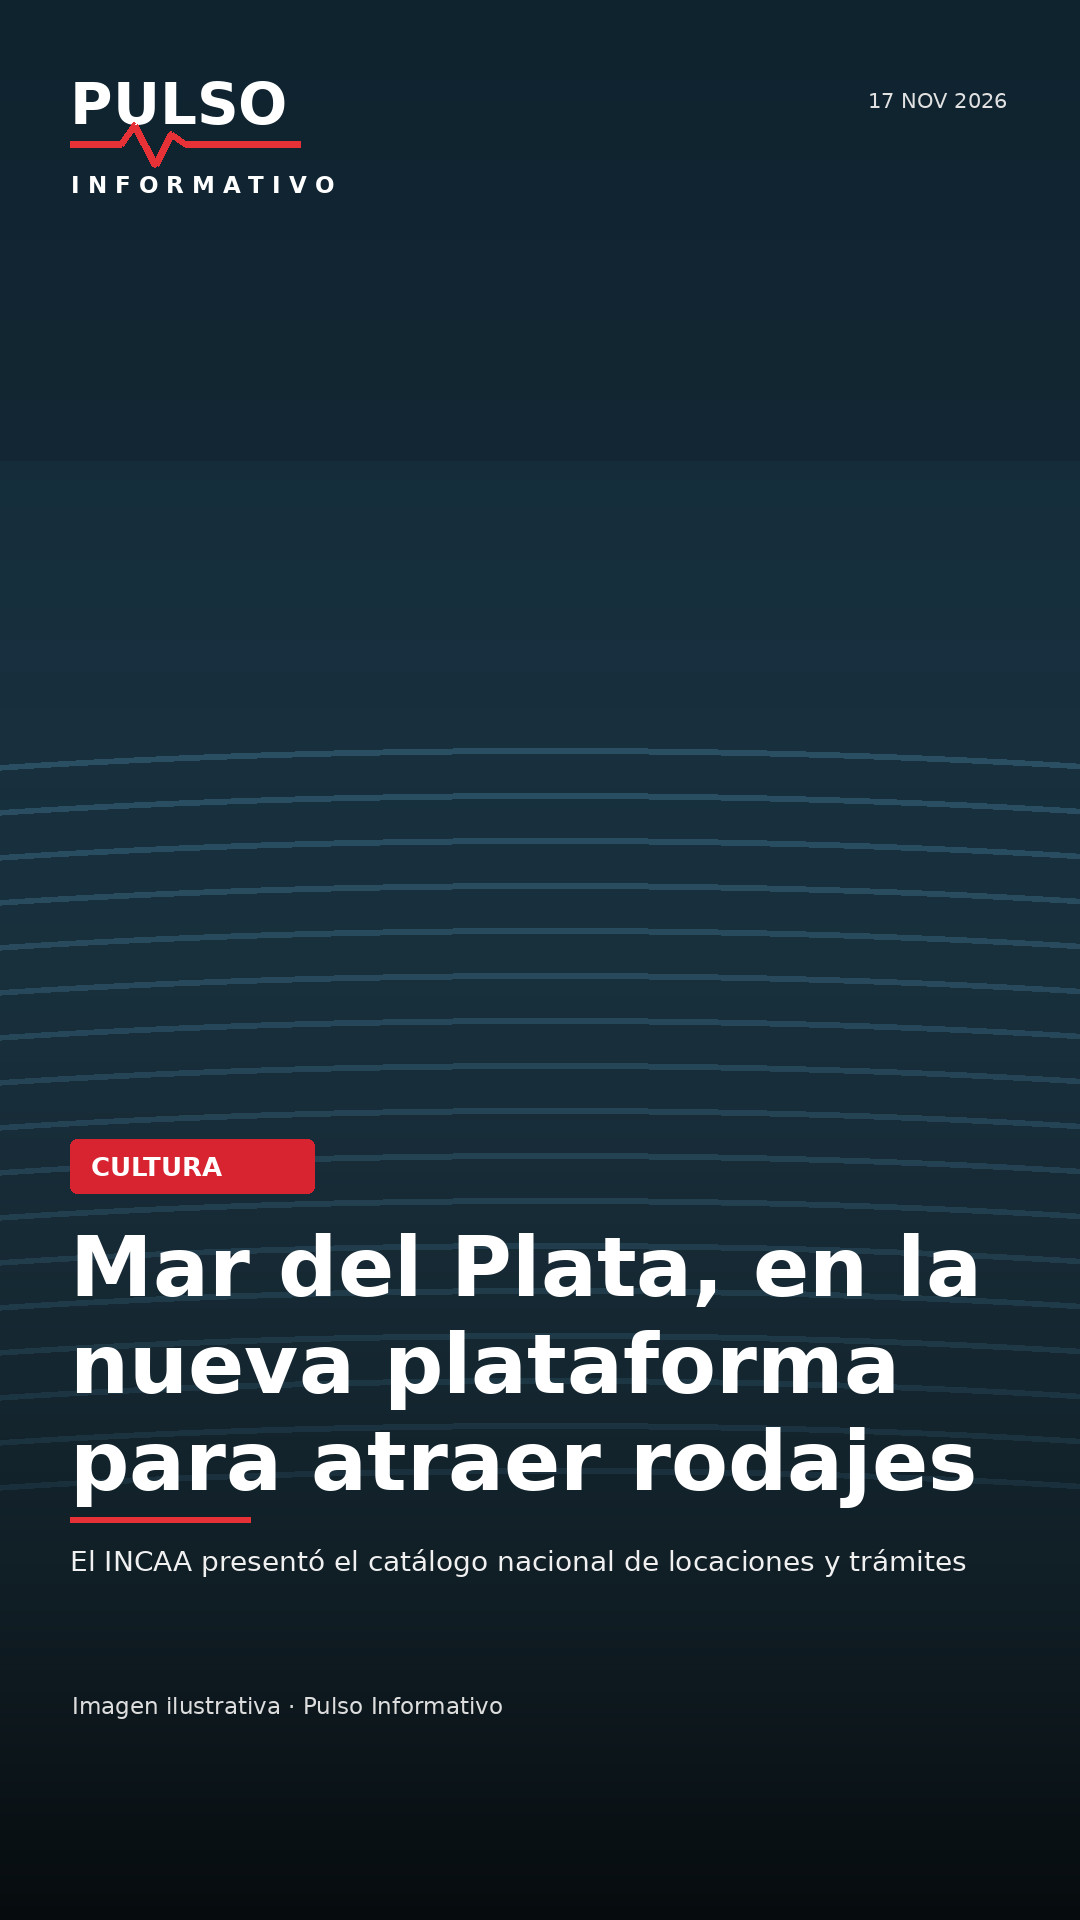 PULSO
INFORMATIVO
17 NOV 2026
CULTURA
Mar del Plata, en la
nueva plataforma
para atraer rodajes
El INCAA presentó el catálogo nacional de locaciones y trámites
Imagen ilustrativa · Pulso Informativo